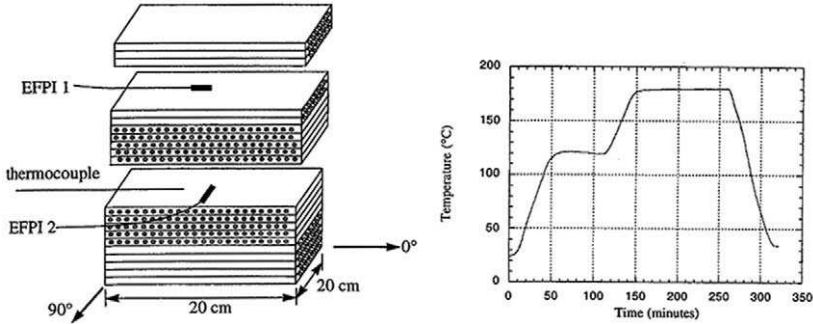 EFPI 1
thermocouple
EFPI 2
0°
90°
20 cm
20 cm
Temperature (°C)
200
150
100
50
0
0 50 100 150 200 250 300 350
Time (minutes)